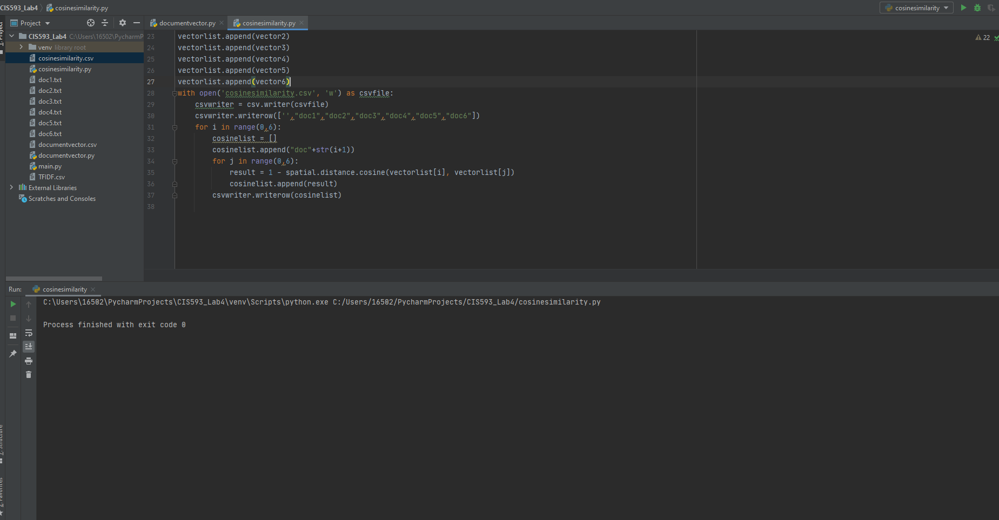 CIS593_Lab4 cosinesimilarity.py cosinesimilarity
Project documentvector.py cosinesimilarity.py
CIS593_Lab4 C:\Users\16502\PycharmP
venv library root
cosinesimilarity.csv
cosinesimilarity.py
doc1.txt
doc2.txt
doc3.txt
doc4.txt
doc5.txt
doc6.txt
documentvector.csv
documentvector.py
main.py
TFIDF.csv
External Libraries
Scratches and Consoles
23 vectorlist.append(vector2)
24 vectorlist.append(vector3)
25 vectorlist.append(vector4)
26 vectorlist.append(vector5)
27 vectorlist.append(vector6)
28 with open('cosinesimilarity.csv', 'w') as csvfile:
29     csvwriter = csv.writer(csvfile)
30     csvwriter.writerow(['',"doc1","doc2","doc3","doc4","doc5","doc6"])
31     for i in range(0,6):
32         cosinelist = []
33         cosinelist.append("doc"+str(i+1))
34         for j in range(0,6):
35             result = 1 - spatial.distance.cosine(vectorlist[i], vectorlist[j])
36             cosinelist.append(result)
37         csvwriter.writerow(cosinelist)
38
22
Run: cosinesimilarity
C:\Users\16502\PycharmProjects\CIS593_Lab4\venv\Scripts\python.exe C:/Users/16502/PycharmProjects/CIS593_Lab4/cosinesimilarity.py
Process finished with exit code 0